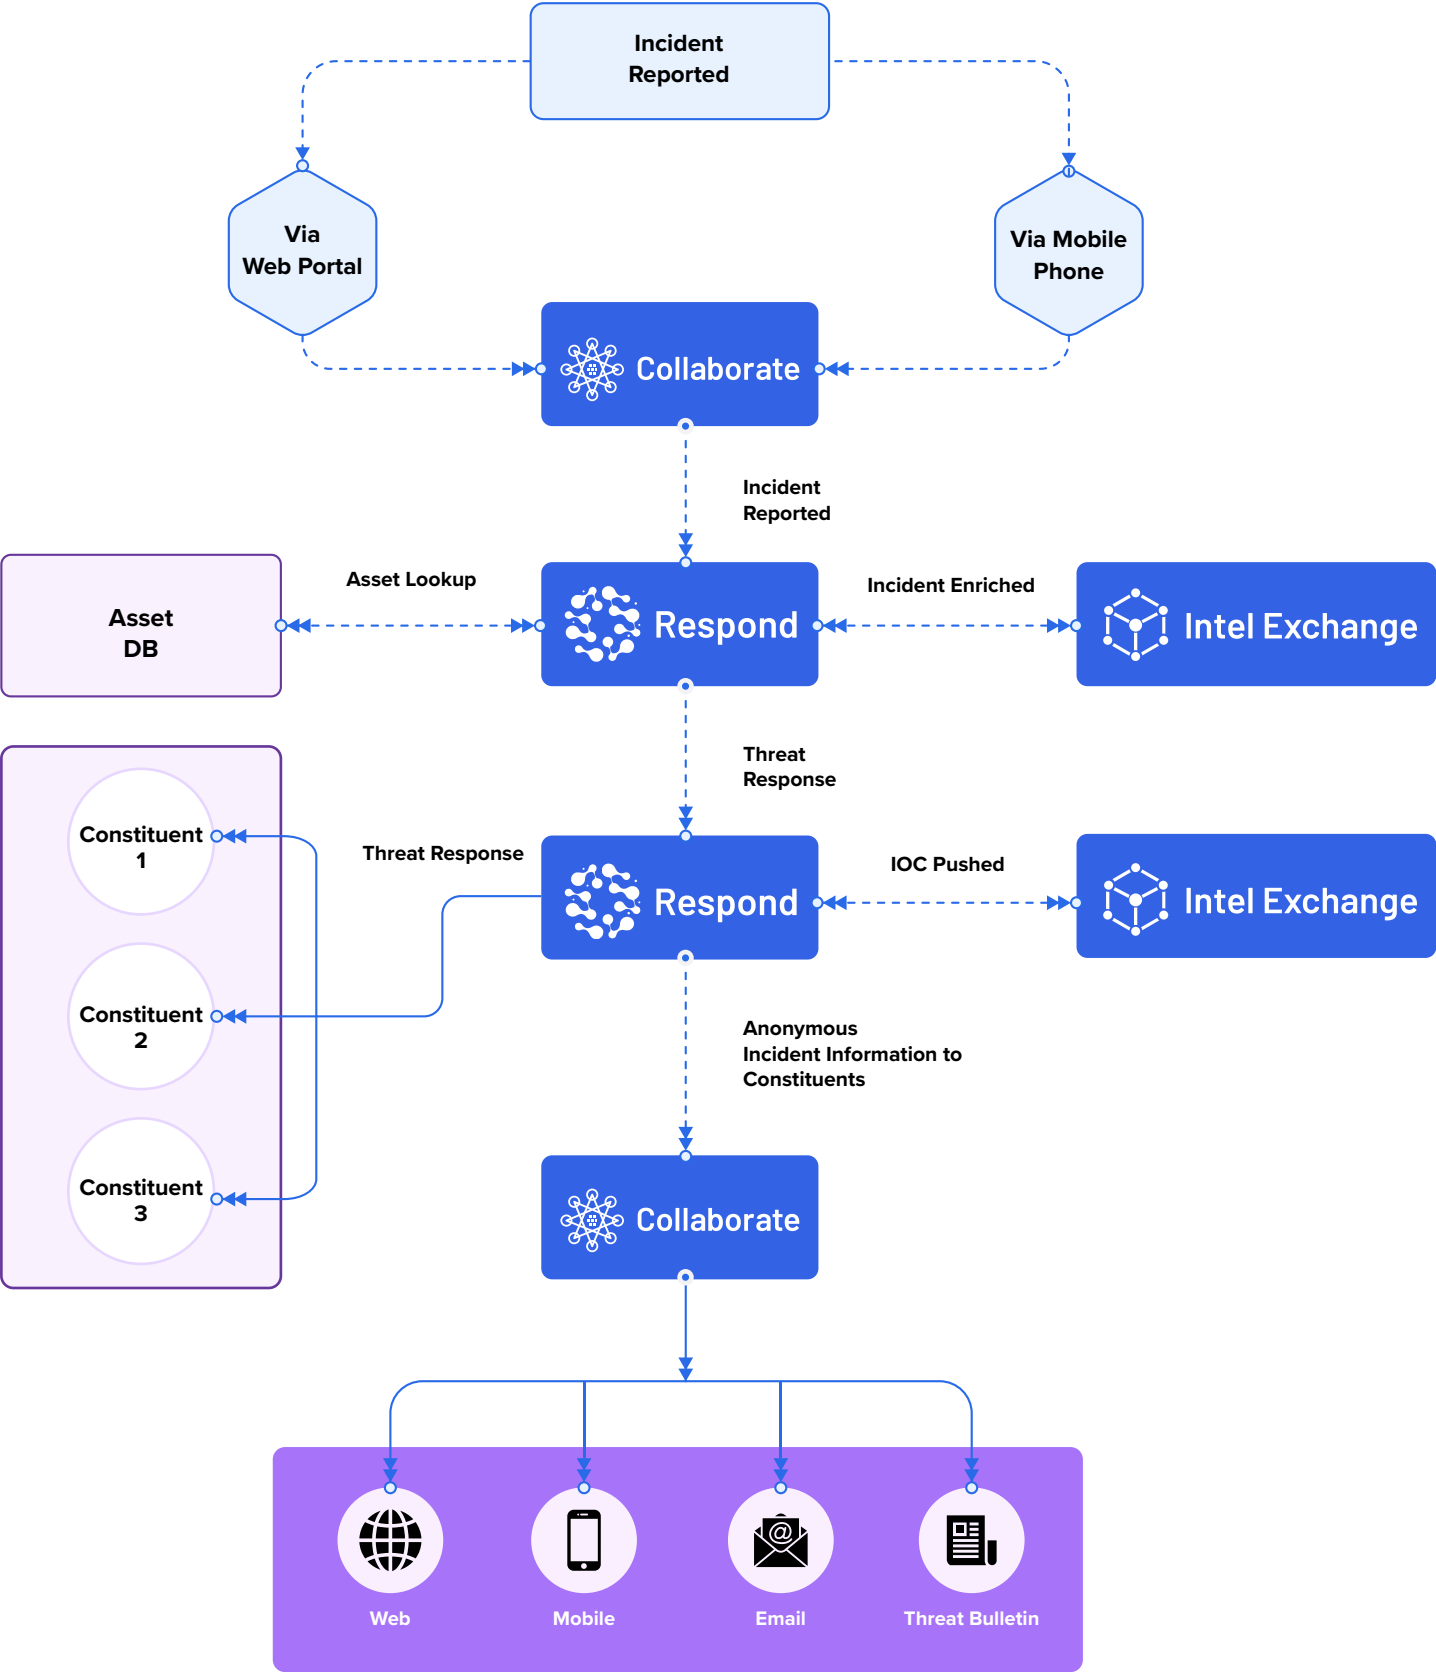 Incident
Reported
Via
Web Portal
Via Mobile
Phone
Collaborate
Incident
Reported
Asset
DB
Asset Lookup
Respond
Incident Enriched
Intel Exchange
Threat
Response
Constituent
1
Threat Response
Respond
IOC Pushed
Intel Exchange
Constituent
2
Anonymous
Incident Information to
Constituents
Constituent
3
Collaborate
@
Web
Mobile
Email
Threat Bulletin